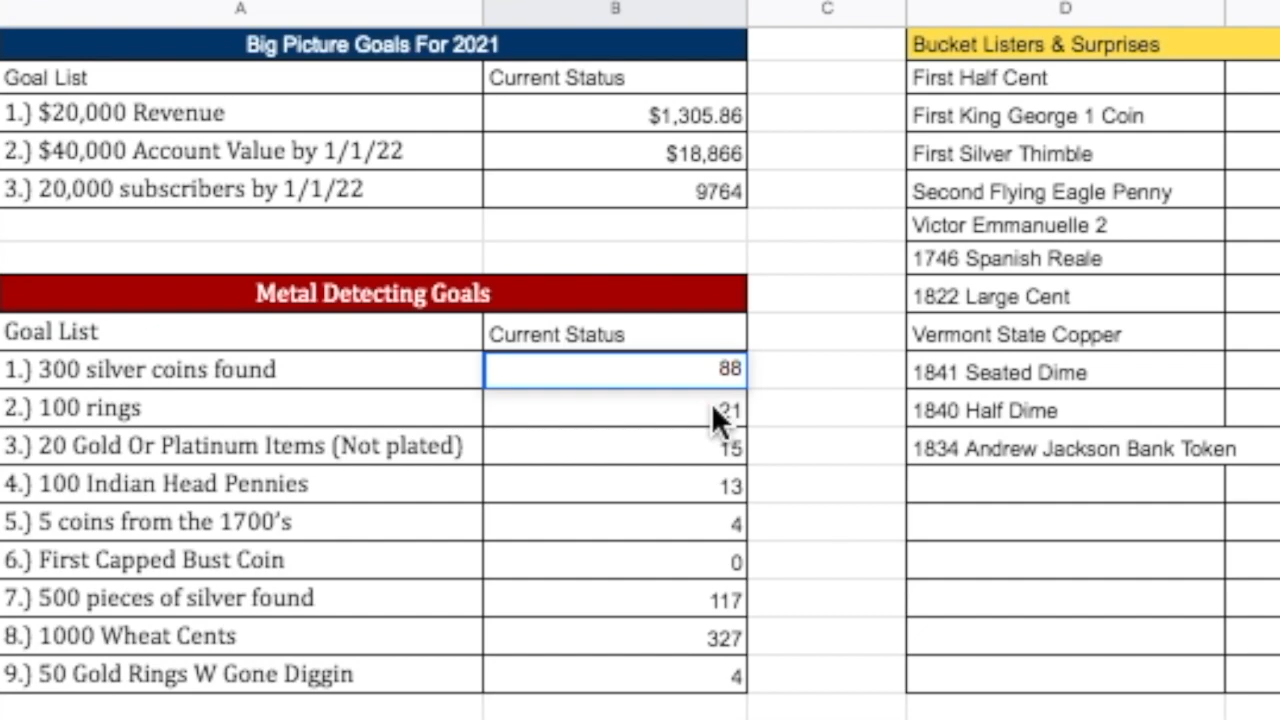 A B C D
Big Picture Goals For 2021
Goal List Current Status
1.) $20,000 Revenue $1,305.86
2.) $40,000 Account Value by 1/1/22 $18,866
3.) 20,000 subscribers by 1/1/22 9764
Metal Detecting Goals
Goal List Current Status
1.) 300 silver coins found 88
2.) 100 rings 21
3.) 20 Gold Or Platinum Items (Not plated) 15
4.) 100 Indian Head Pennies 13
5.) 5 coins from the 1700's 4
6.) First Capped Bust Coin 0
7.) 500 pieces of silver found 117
8.) 1000 Wheat Cents 327
9.) 50 Gold Rings W Gone Diggin 4
Bucket Listers & Surprises
First Half Cent
First King George 1 Coin
First Silver Thimble
Second Flying Eagle Penny
Victor Emmanuelle 2
1746 Spanish Reale
1822 Large Cent
Vermont State Copper
1841 Seated Dime
1840 Half Dime
1834 Andrew Jackson Bank Token